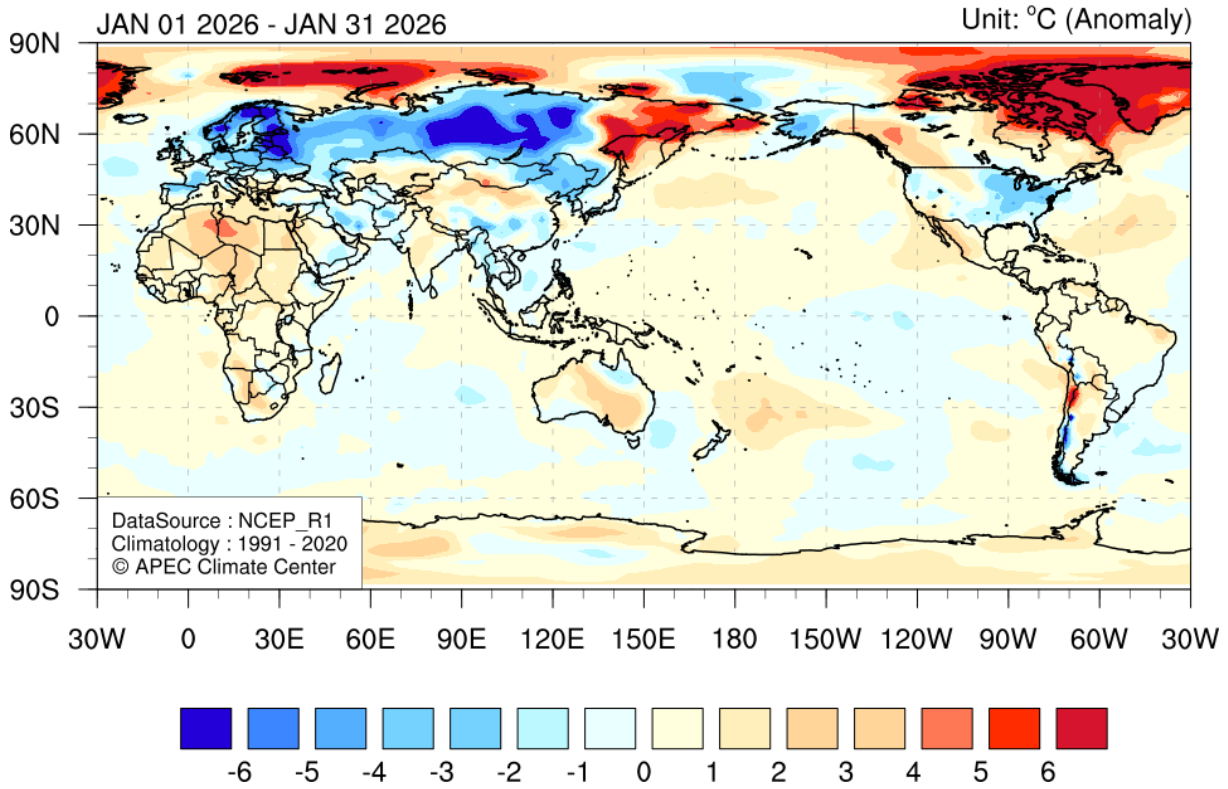 JAN 01 2026 - JAN 31 2026
Unit: °C (Anomaly)
90N
60N
30N
0
30S
60S
90S
DataSource : NCEP_R1
Climatology : 1991 - 2020
© APEC Climate Center
30W 0 30E 60E 90E 120E 150E 180 150W 120W 90W 60W 30W
-6 -5 -4 -3 -2 -1 0 1 2 3 4 5 6